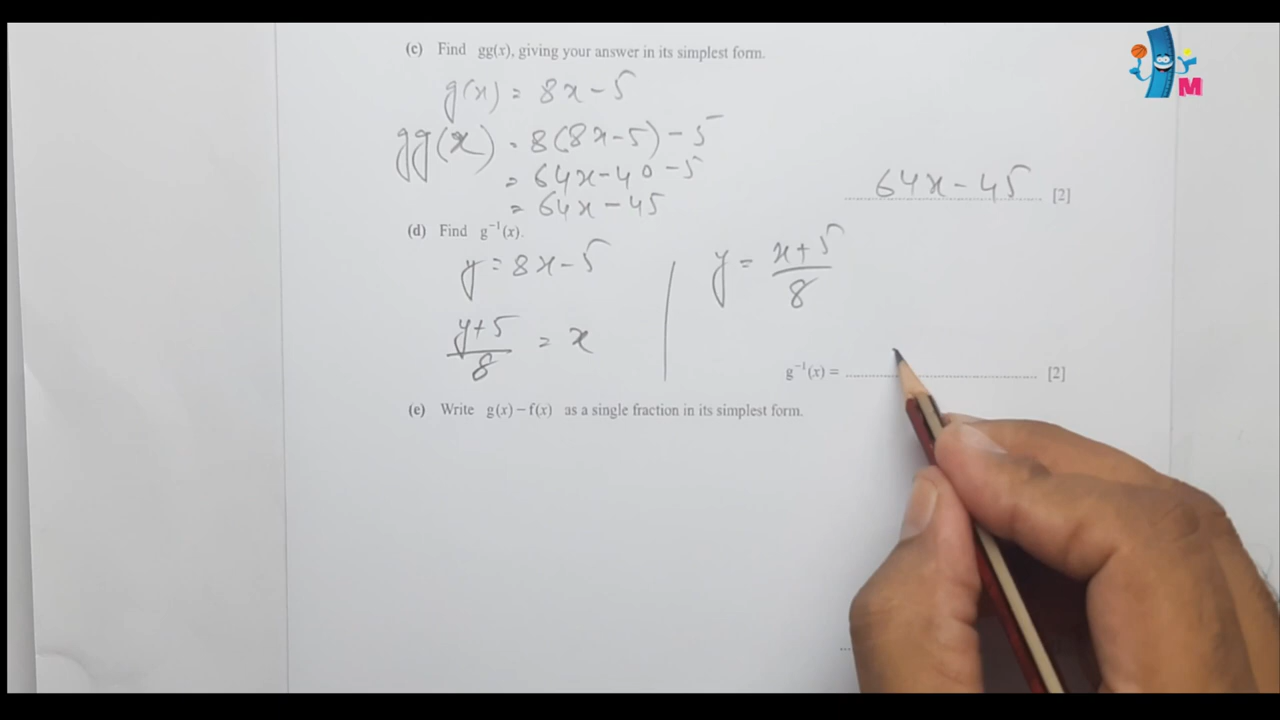 (c) Find gg(x), giving your answer in its simplest form.
g(x) = 8x - 5
gg(x) = 8(8x-5) - 5
= 64x - 40 - 5
= 64x - 45
64x - 45 [2]
(d) Find g⁻¹(x).
y = 8x - 5
y+5/8 = x
y = x+5/8
g⁻¹(x) = [2]
(e) Write g(x) – f(x) as a single fraction in its simplest form.
M